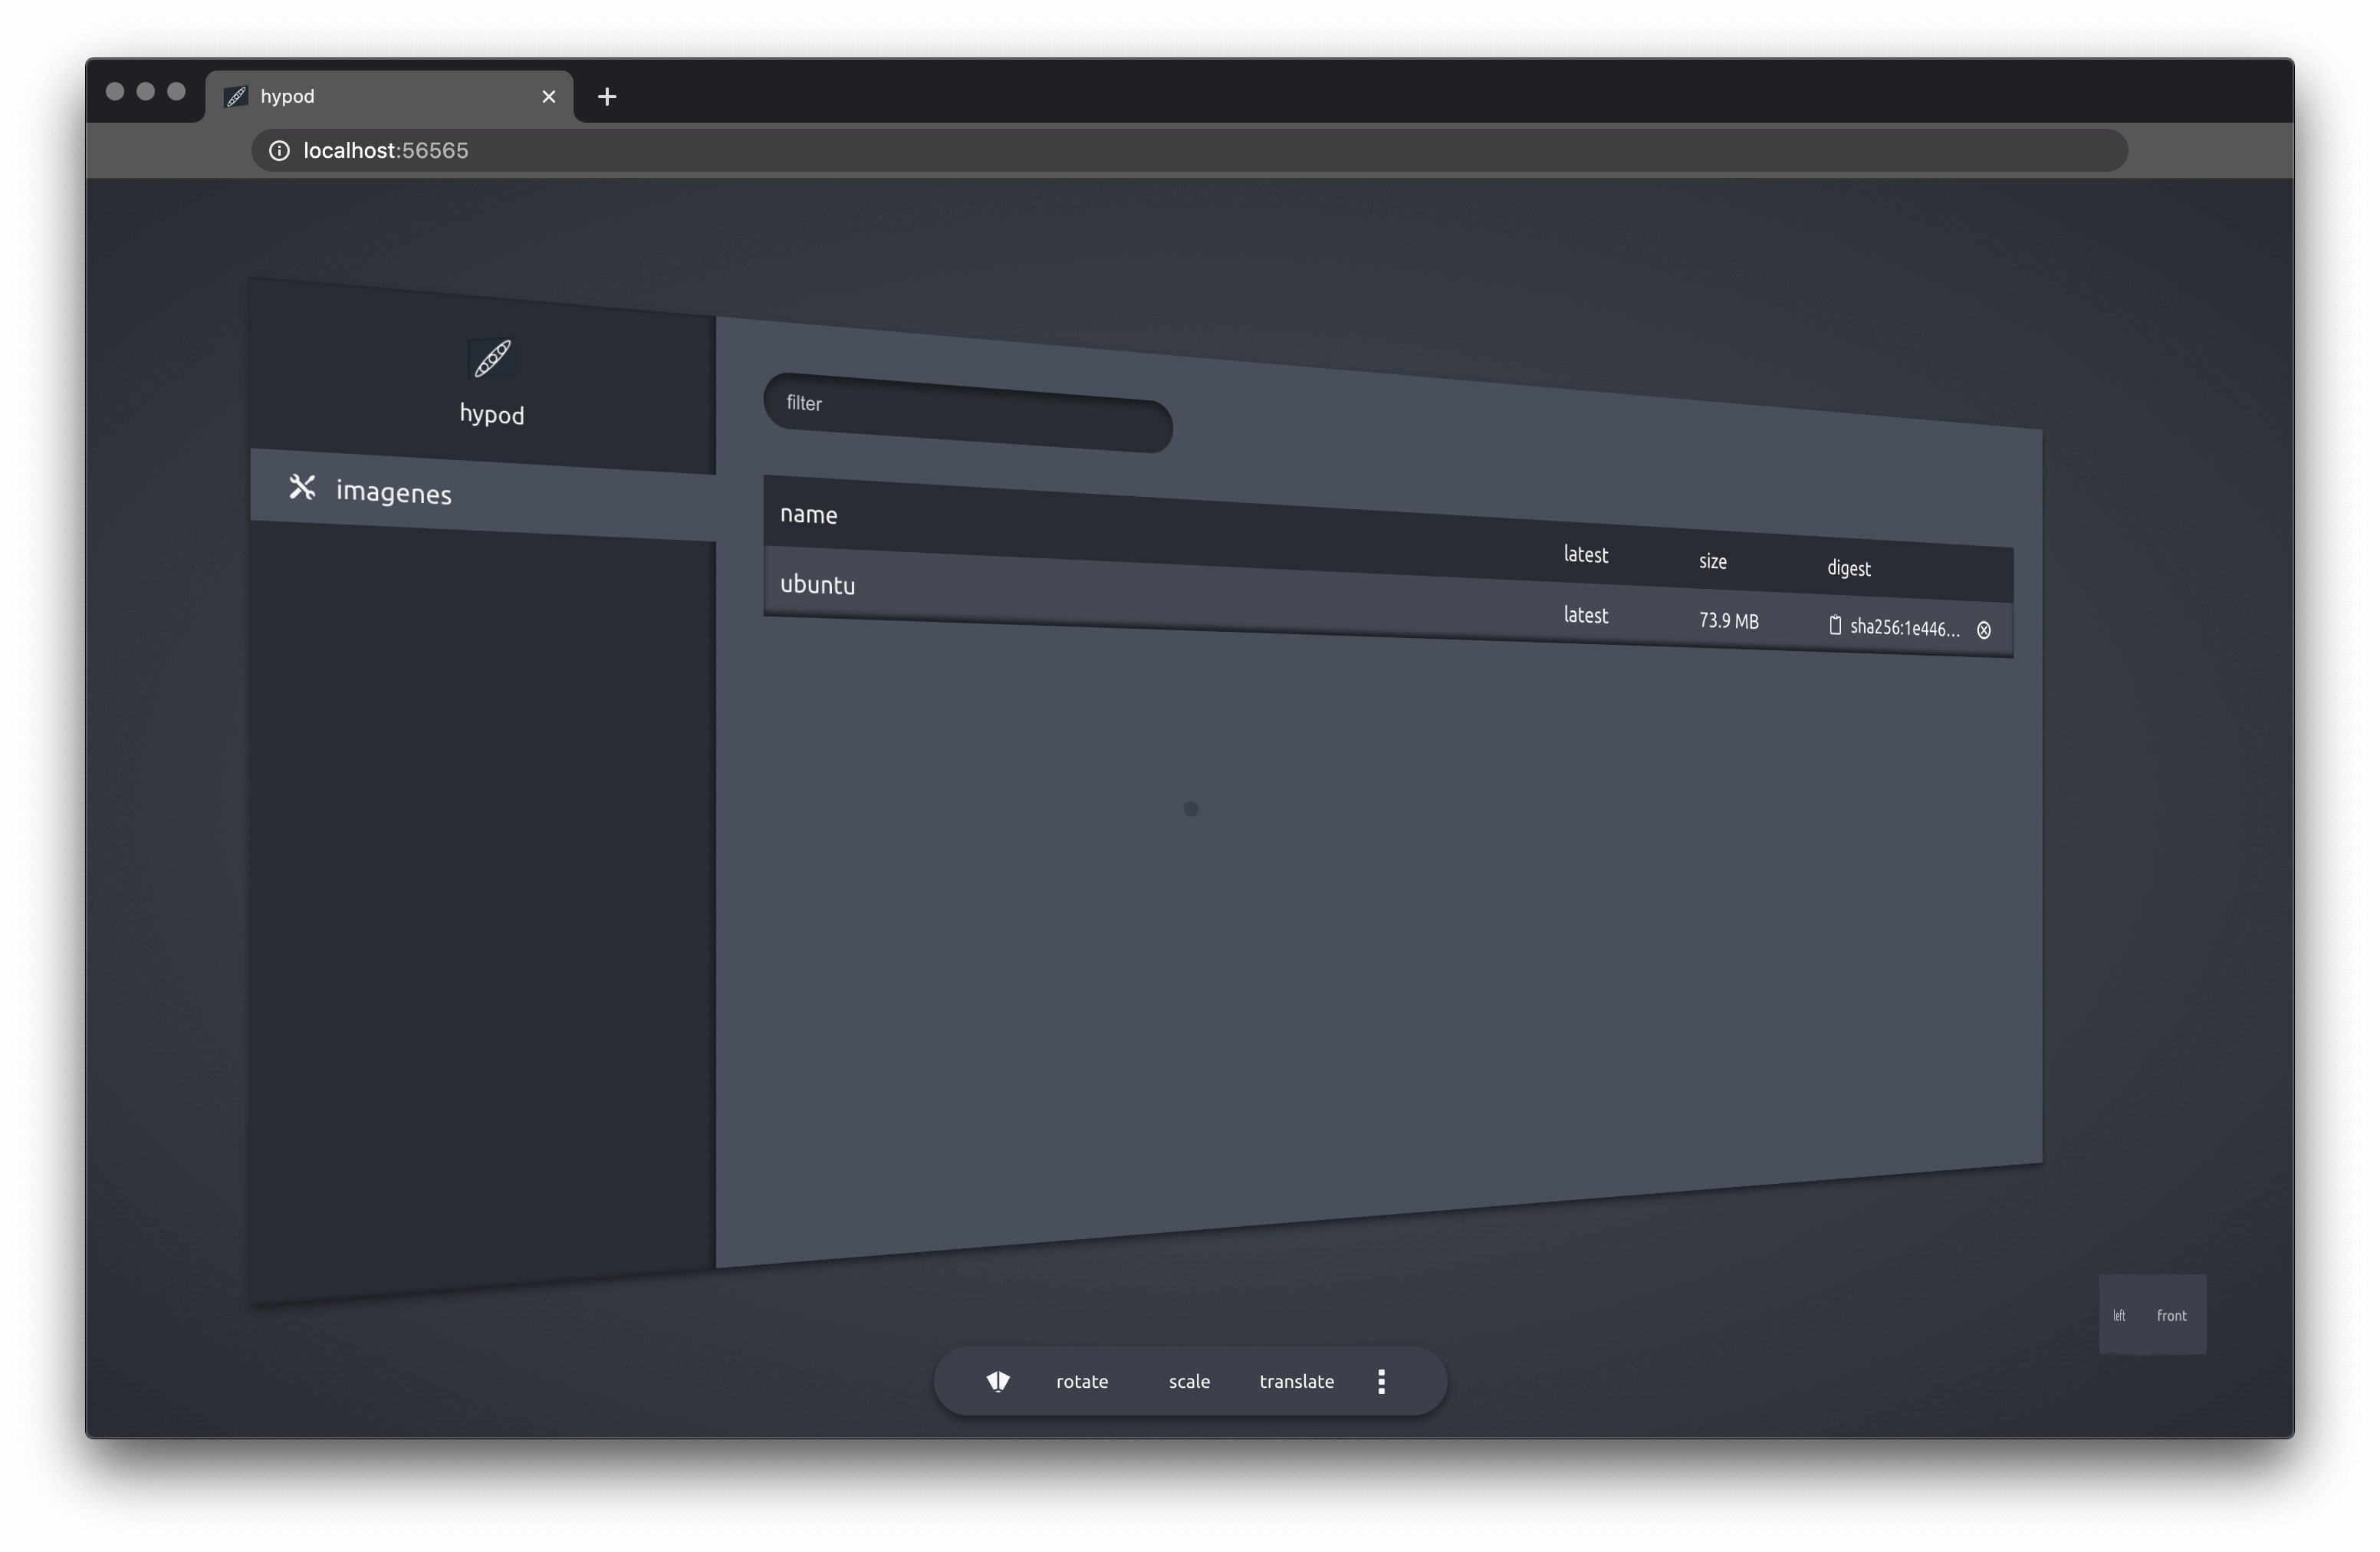 hypod
localhost:56565
hypod
imagenes
filter
name latest size digest
ubuntu latest 73.9 MB sha256:1e446...
left front
rotate scale translate